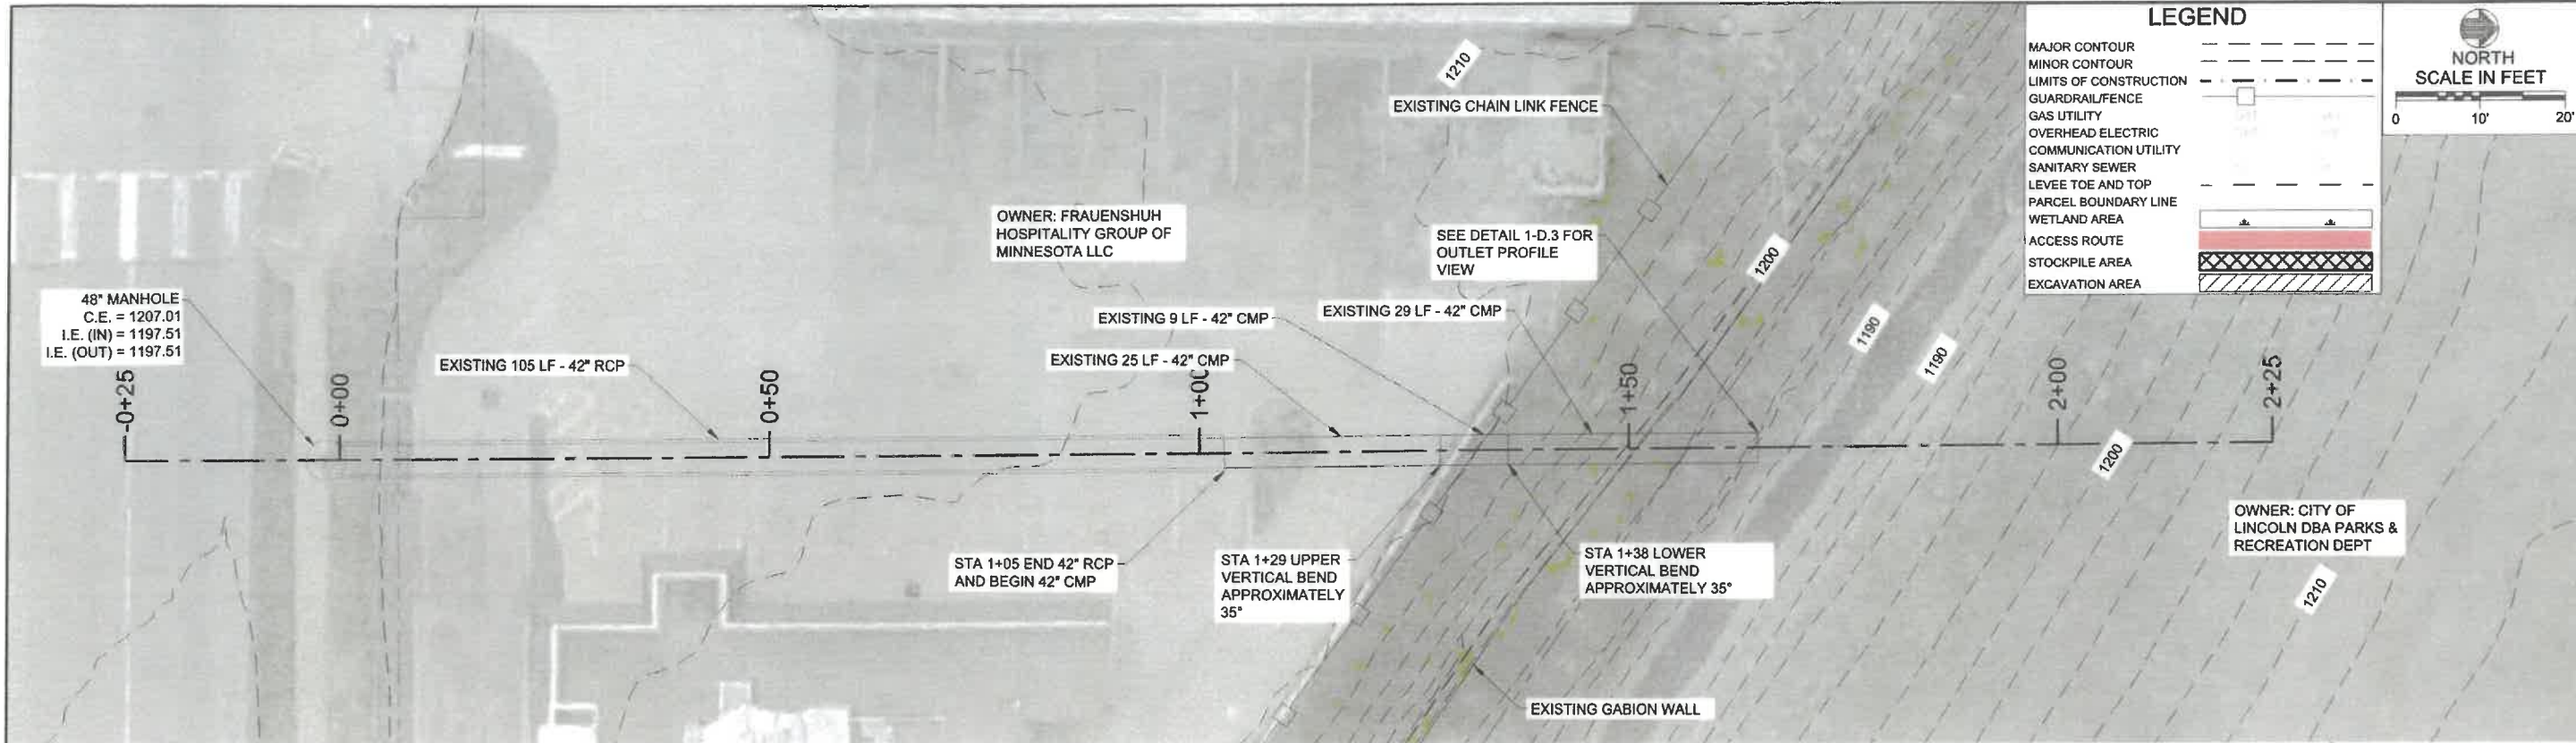 LEGEND
MAJOR CONTOUR
MINOR CONTOUR
LIMITS OF CONSTRUCTION
GUARDRAIL/FENCE
GAS UTILITY
OVERHEAD ELECTRIC
COMMUNICATION UTILITY
SANITARY SEWER
LEVEE TOE AND TOP
PARCEL BOUNDARY LINE
WETLAND AREA
ACCESS ROUTE
STOCKPILE AREA
EXCAVATION AREA
NORTH
SCALE IN FEET
0 10' 20'
1210
EXISTING CHAIN LINK FENCE
OWNER: FRAUENSHUH
HOSPITALITY GROUP OF
MINNESOTA LLC
SEE DETAIL 1-D.3 FOR
OUTLET PROFILE
VIEW
1200
48" MANHOLE
C.E. = 1207.01
I.E. (IN) = 1197.51
I.E. (OUT) = 1197.51
EXISTING 9 LF - 42" CMP
EXISTING 29 LF - 42" CMP
EXISTING 105 LF - 42" RCP
EXISTING 25 LF - 42" CMP
1190
1190
-0+25
0+00
0+50
1+00
1+50
2+00
2+25
1200
OWNER: CITY OF
LINCOLN DBA PARKS &
RECREATION DEPT
STA 1+05 END 42" RCP
AND BEGIN 42" CMP
STA 1+29 UPPER
VERTICAL BEND
APPROXIMATELY
35°
STA 1+38 LOWER
VERTICAL BEND
APPROXIMATELY 35°
1210
EXISTING GABION WALL